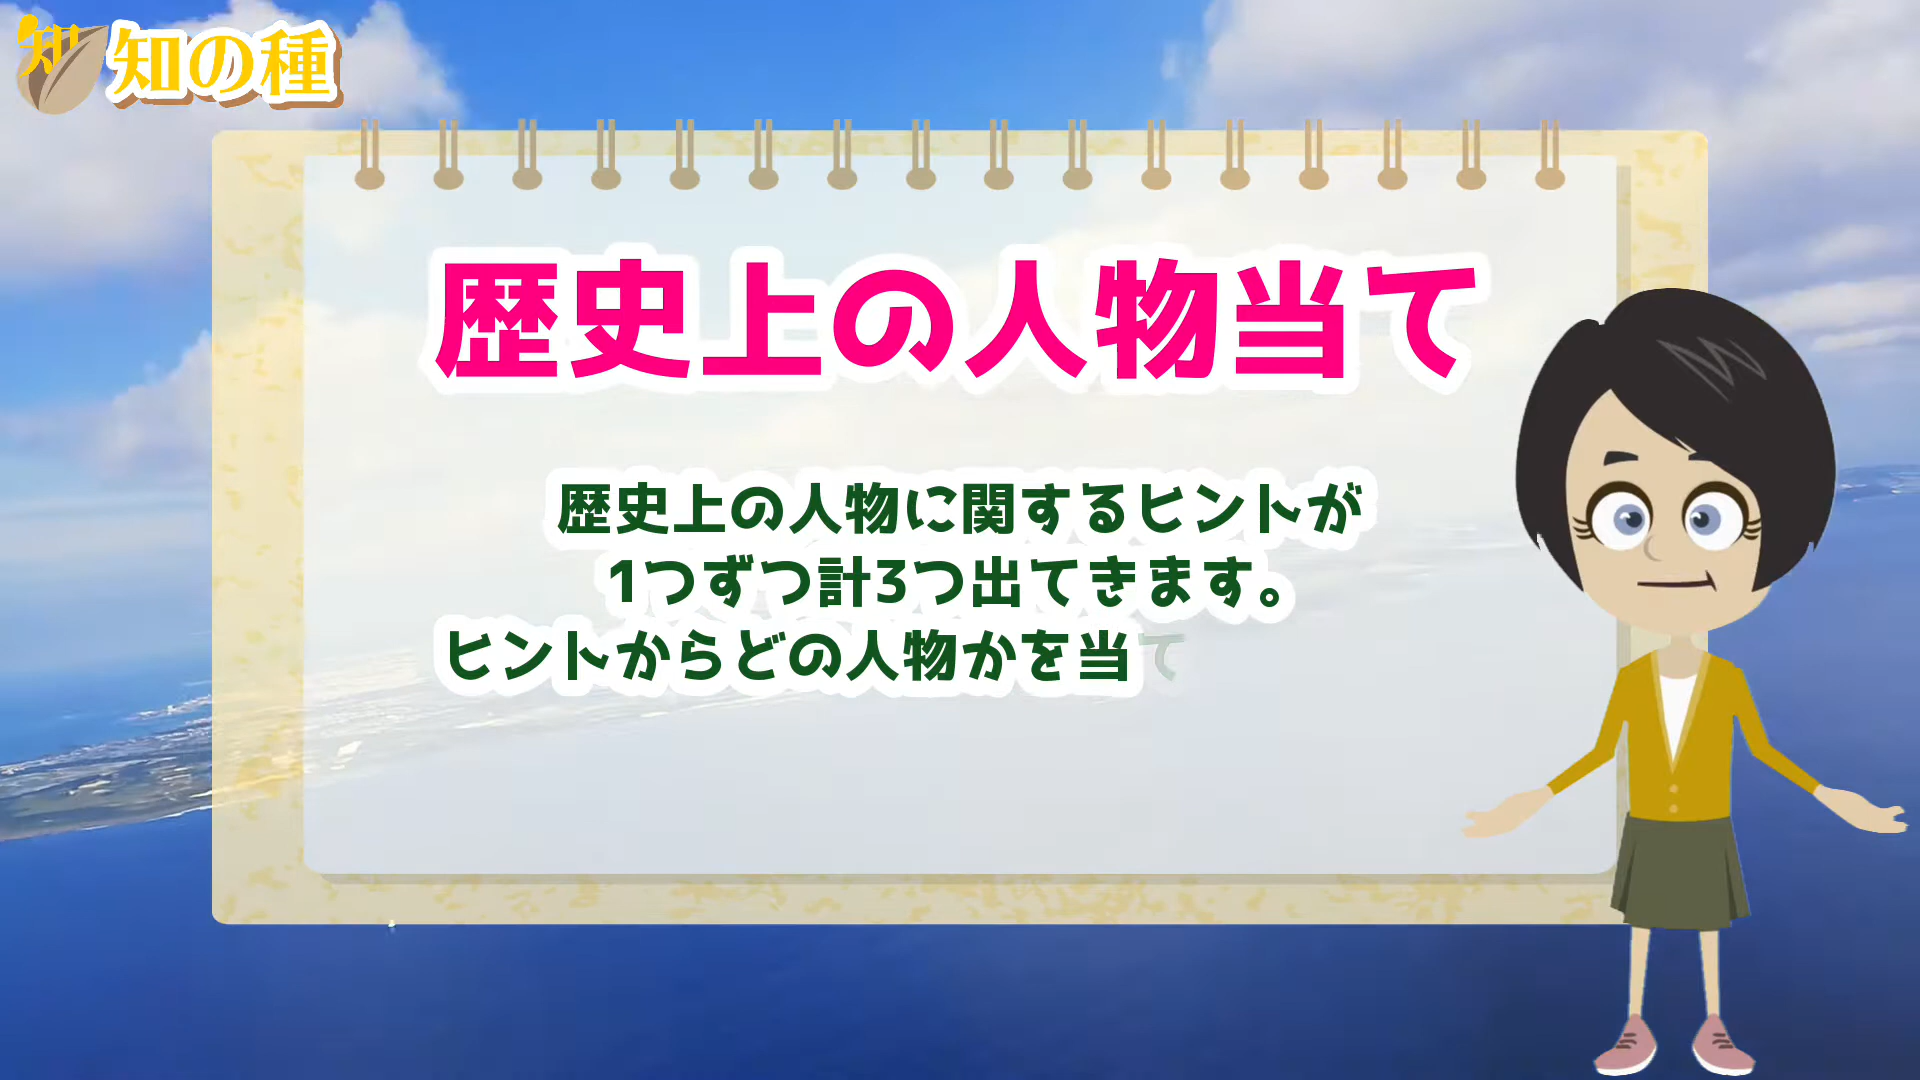 知 知の種
歴史上の人物当て
歴史上の人物に関するヒントが
1つずつ計3つ出てきます。
ヒントからどの人物かを当て